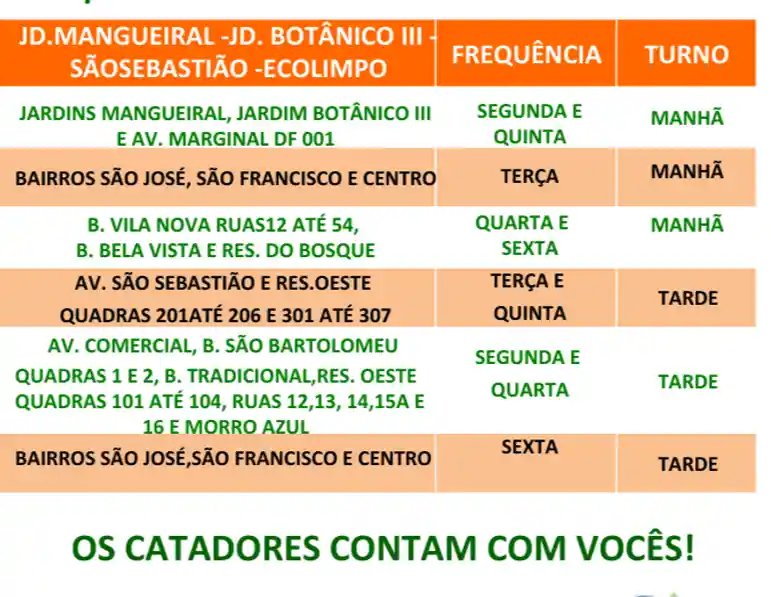 JD.MANGUEIRAL -JD. BOTÂNICO III -
SÃOSEBASTIÃO -ECOLIMPO
FREQUÊNCIA
TURNO
JARDINS MANGUEIRAL, JARDIM BOTÂNICO III
E AV. MARGINAL DF 001
SEGUNDA E
QUINTA
MANHÃ
BAIRROS SÃO JOSÉ, SÃO FRANCISCO E CENTRO
TERÇA
MANHÃ
B. VILA NOVA RUAS12 ATÉ 54,
B. BELA VISTA E RES. DO BOSQUE
QUARTA E
SEXTA
MANHÃ
AV. SÃO SEBASTIÃO E RES.OESTE
QUADRAS 201ATÉ 206 E 301 ATÉ 307
TERÇA E
QUINTA
TARDE
AV. COMERCIAL, B. SÃO BARTOLOMEU
QUADRAS 1 E 2, B. TRADICIONAL,RES. OESTE
QUADRAS 101 ATÉ 104, RUAS 12,13, 14,15A E
16 E MORRO AZUL
SEGUNDA E
QUARTA
TARDE
BAIRROS SÃO JOSÉ,SÃO FRANCISCO E CENTRO
SEXTA
TARDE
OS CATADORES CONTAM COM VOCÊS!